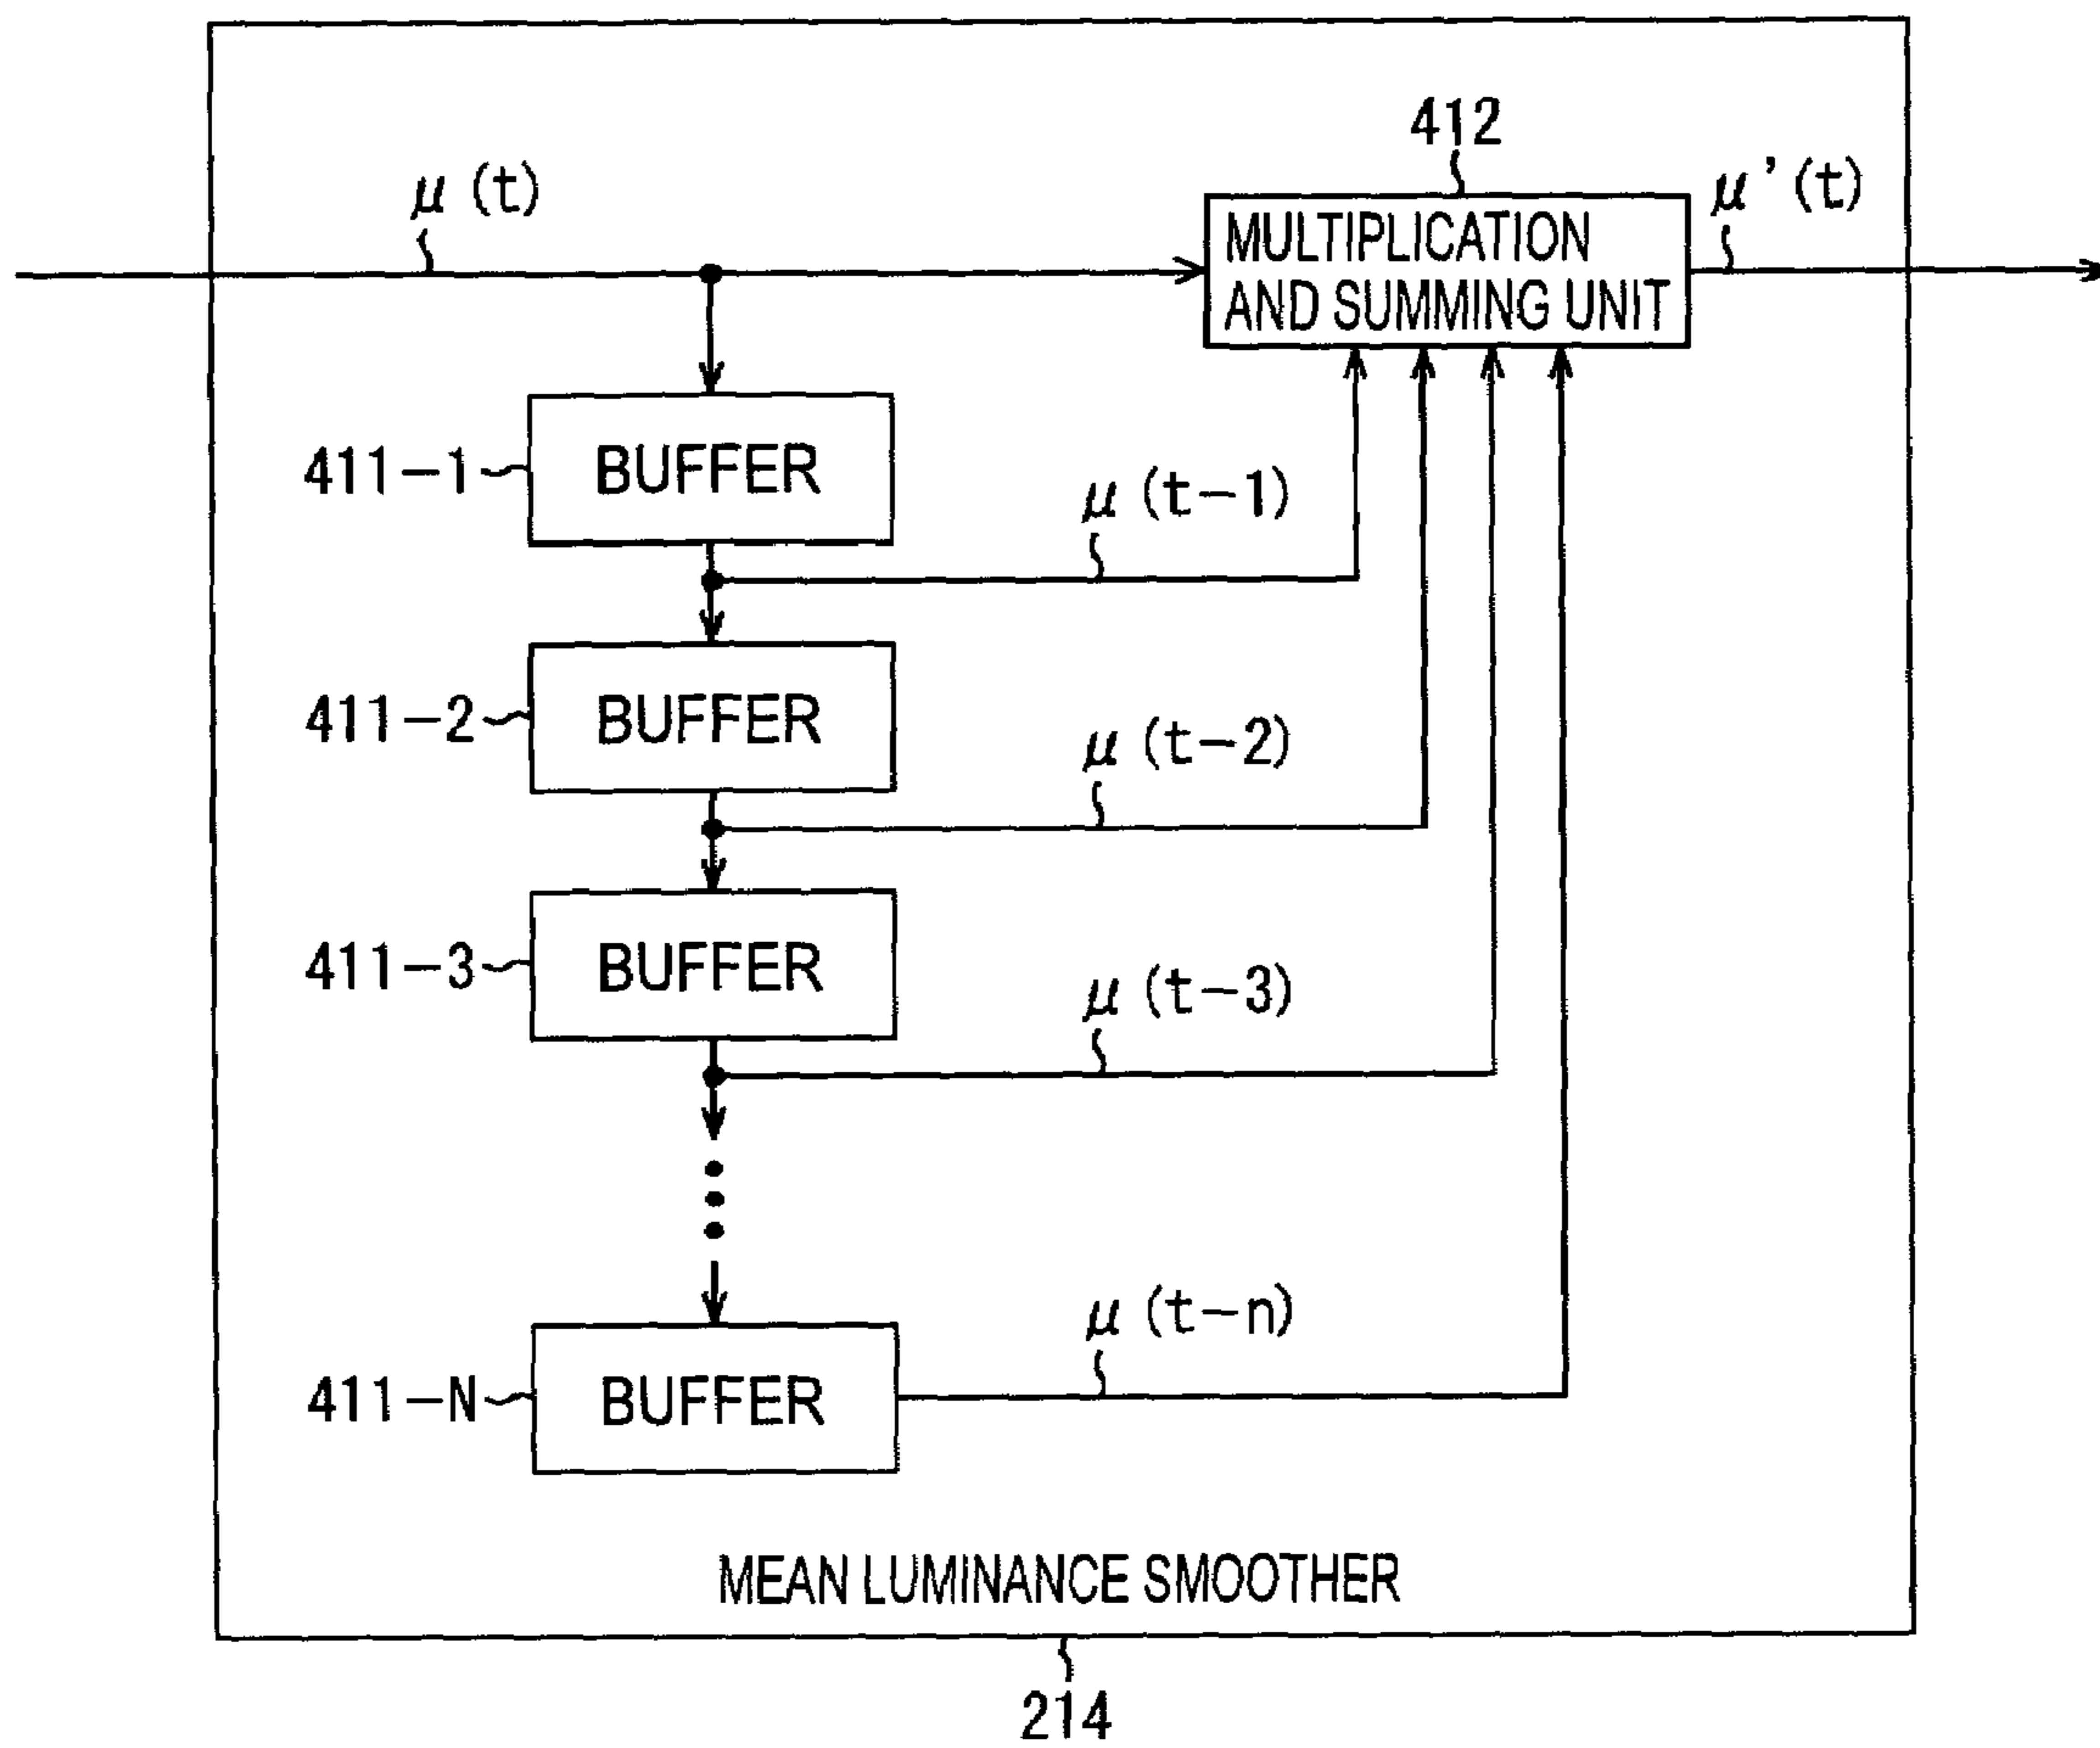 412
μ(t)
μ'(t)
MULTIPLICATION
AND SUMMING UNIT
411-1
BUFFER
μ(t-1)
411-2
BUFFER
μ(t-2)
411-3
BUFFER
μ(t-3)
411-N
BUFFER
μ(t-n)
MEAN LUMINANCE SMOOTHER
214